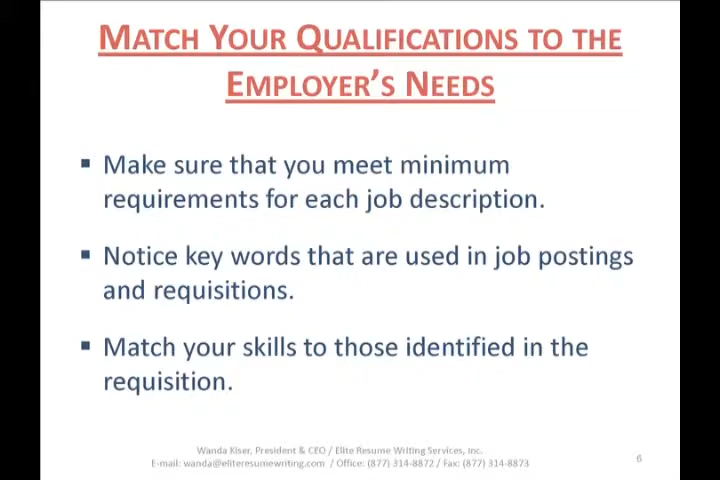 MATCH YOUR QUALIFICATIONS TO THE
EMPLOYER'S NEEDS
▪ Make sure that you meet minimum
requirements for each job description.
▪ Notice key words that are used in job postings
and requisitions.
▪ Match your skills to those identified in the
requisition.
Wanda Kiser, President & CEO / Elite Resume Writing Services, Inc.
E-mail: wanda@eliteresumewriting.com / Office: (877) 314-8872 / Fax: (877) 314-8873
6